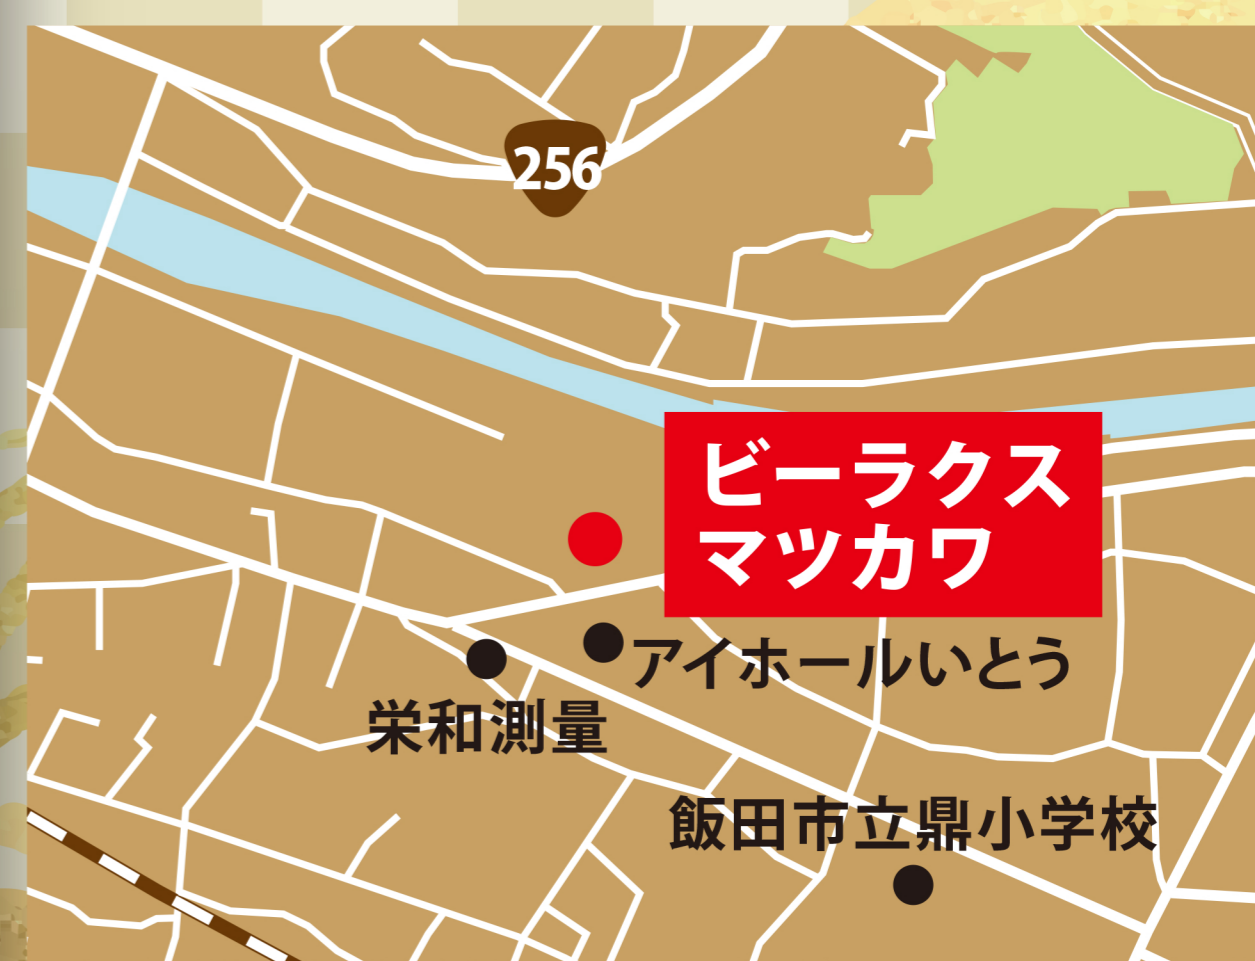 256
ビーラクス
マツカワ
アイホールいとう
栄和測量
飯田市立鼎小学校